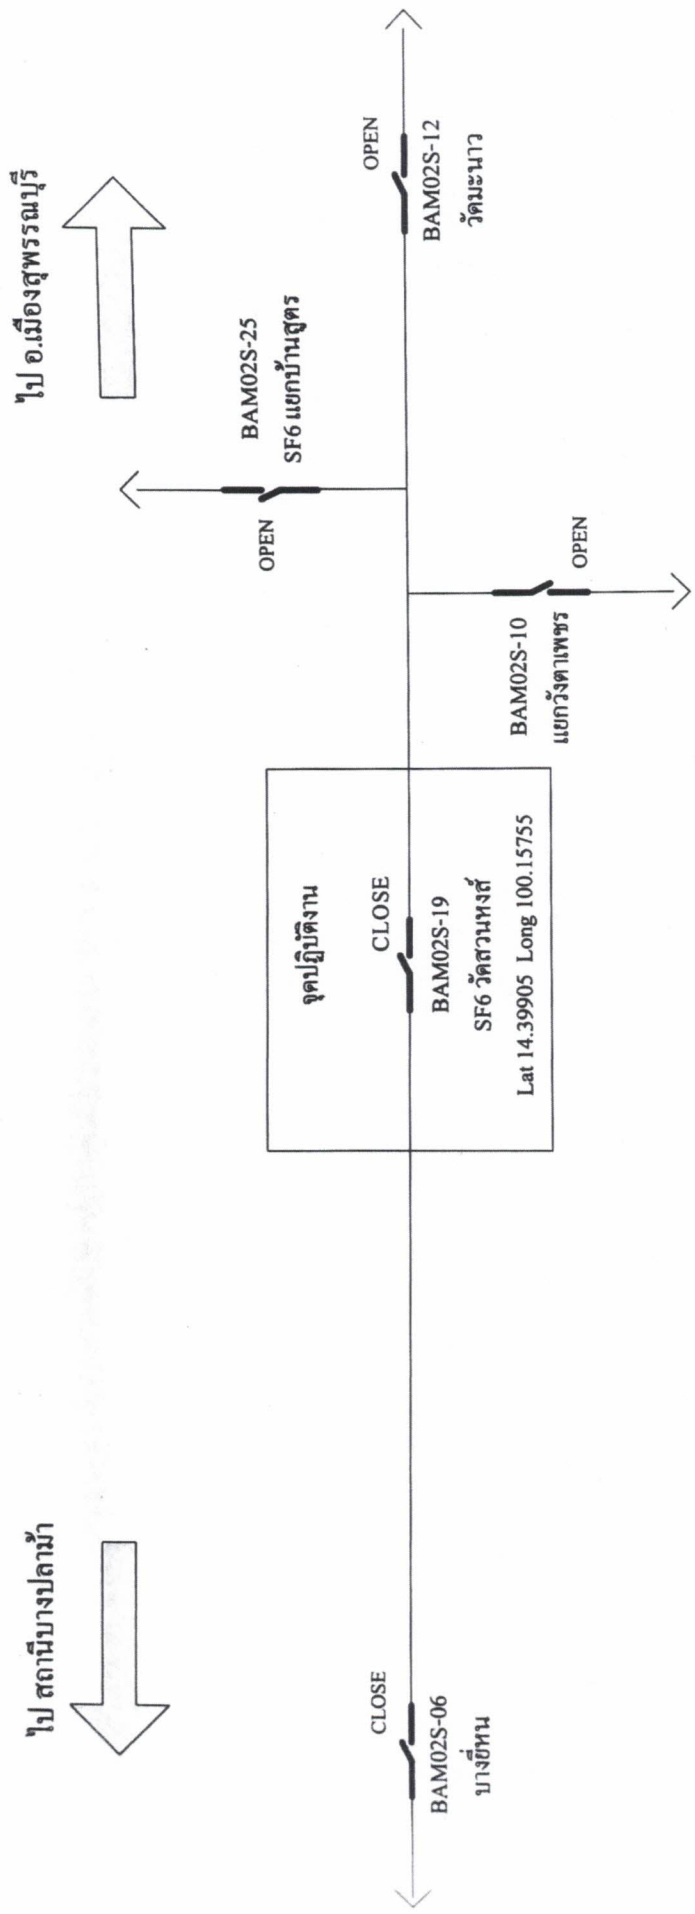 ไป สถานีบางปลาม้า
ไป อ.เมืองสุพรรณบุรี
CLOSE
BAM02S-06
บางยี่หน
จุดปฏิบัติงาน
CLOSE
BAM02S-19
SF6 วัดสวนหงส์
Lat 14.39905 Long 100.15755
BAM02S-25
SF6 แยกบ้านสูตร
OPEN
BAM02S-10
แยกวังตาเพชร
OPEN
OPEN
BAM02S-12
วัดมะนาว